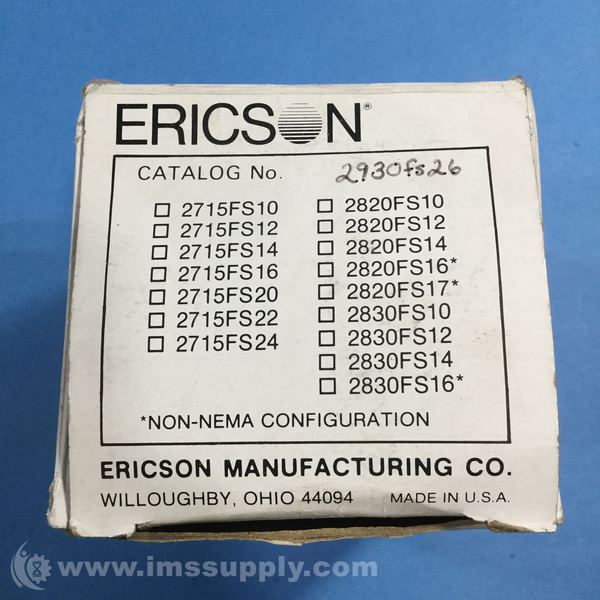 ERICSON®
CATALOG No. 2930fs26
☐ 2715FS10
☐ 2715FS12
☐ 2715FS14
☐ 2715FS16
☐ 2715FS20
☐ 2715FS22
☐ 2715FS24
☐ 2820FS10
☐ 2820FS12
☐ 2820FS14
☐ 2820FS16*
☐ 2820FS17*
☐ 2830FS10
☐ 2830FS12
☐ 2830FS14
☐ 2830FS16*
*NON-NEMA CONFIGURATION
ERICSON MANUFACTURING CO.
WILLOUGHBY, OHIO 44094 MADE IN U.S.A.
www.imssupply.com